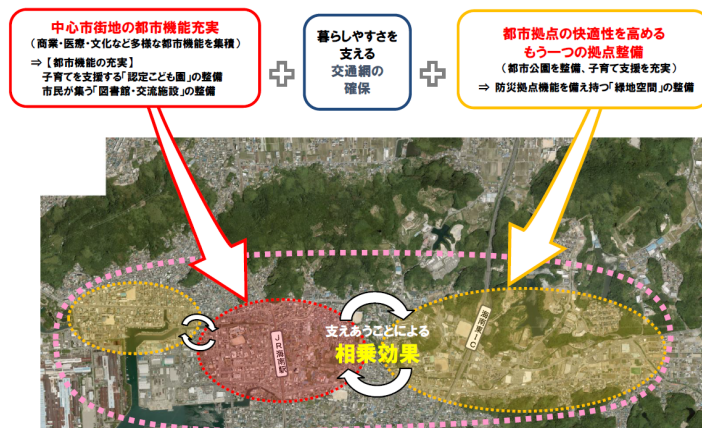 中心市街地の都市機能充実
(商業・医療・文化など多様な都市機能を集積)
⇒【都市機能の充実】
子育てを支援する「認定こども園」の整備
市民が集う「図書館・交流施設」の整備
暮らしやすさを
支える
交通網の
確保
都市拠点の快適性を高める
もう一つの拠点整備
(都市公園を整備、子育て支援を充実)
⇒ 防災拠点機能を備え持つ「緑地空間」の整備
JR海南駅
支えあうことによる
相乗効果
海南東IC